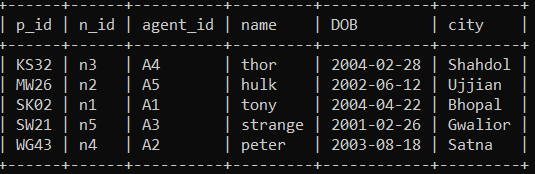 +------+------+----------+---------+------------+---------+
| p_id | n_id | agent_id | name    | DOB        | city    |
+------+------+----------+---------+------------+---------+
| KS32 | n3   | A4       | thor    | 2004-02-28 | Shahdol |
| MW26 | n2   | A5       | hulk    | 2002-06-12 | Ujjian  |
| SK02 | n1   | A1       | tony    | 2004-04-22 | Bhopal  |
| SW21 | n5   | A3       | strange | 2001-02-26 | Gwalior |
| WG43 | n4   | A2       | peter   | 2003-08-18 | Satna   |
+------+------+----------+---------+------------+---------+